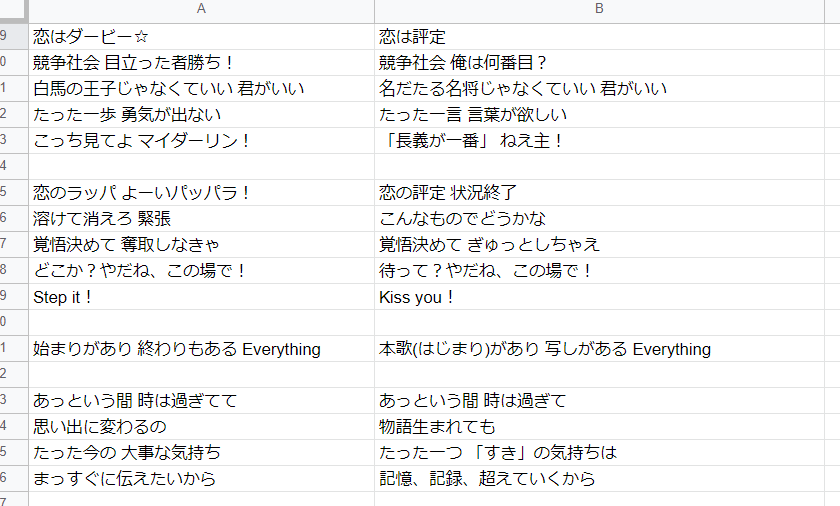 A B
9 恋はダービー☆ 恋は評定
0 競争社会 目立った者勝ち！ 競争社会 俺は何番目？
1 白馬の王子じゃなくていい 君がいい 名だたる名将じゃなくていい 君がいい
2 たった一歩 勇気が出ない たった一言 言葉が欲しい
3 こっち見てよ マイダーリン！ 「長義が一番」 ねえ主！
4
5 恋のラッパ よーいパッパラ！ 恋の評定 状況終了
6 溶けて消えろ 緊張 こんなものでどうかな
7 覚悟決めて 奪取しなきゃ 覚悟決めて ぎゅっとしちゃえ
8 どこか？やだね、この場で！ 待って？やだね、この場で！
9 Step it！ Kiss you！
0
1 始まりがあり 終わりもある Everything 本歌(はじまり)があり 写しがある Everything
2
3 あっという間 時は過ぎてて あっという間 時は過ぎて
4 思い出に変わるの 物語生まれても
5 たった今の 大事な気持ち たった一つ 「すき」の気持ちは
6 まっすぐに伝えたいから 記憶、記録、超えていくから
7